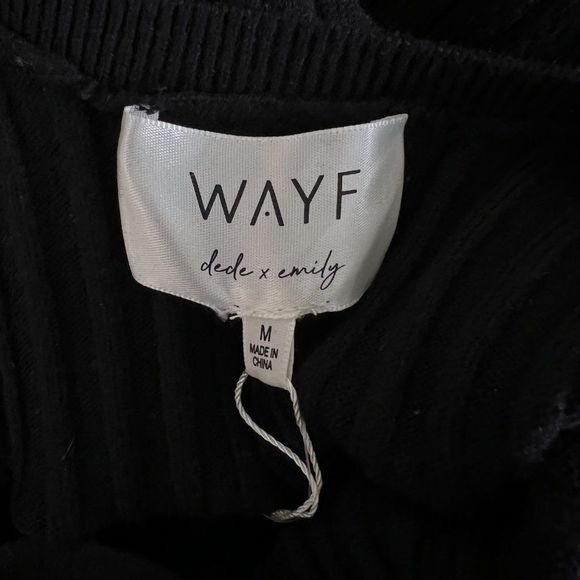 WAYF
dede x emily
M
MADE IN
CHINA